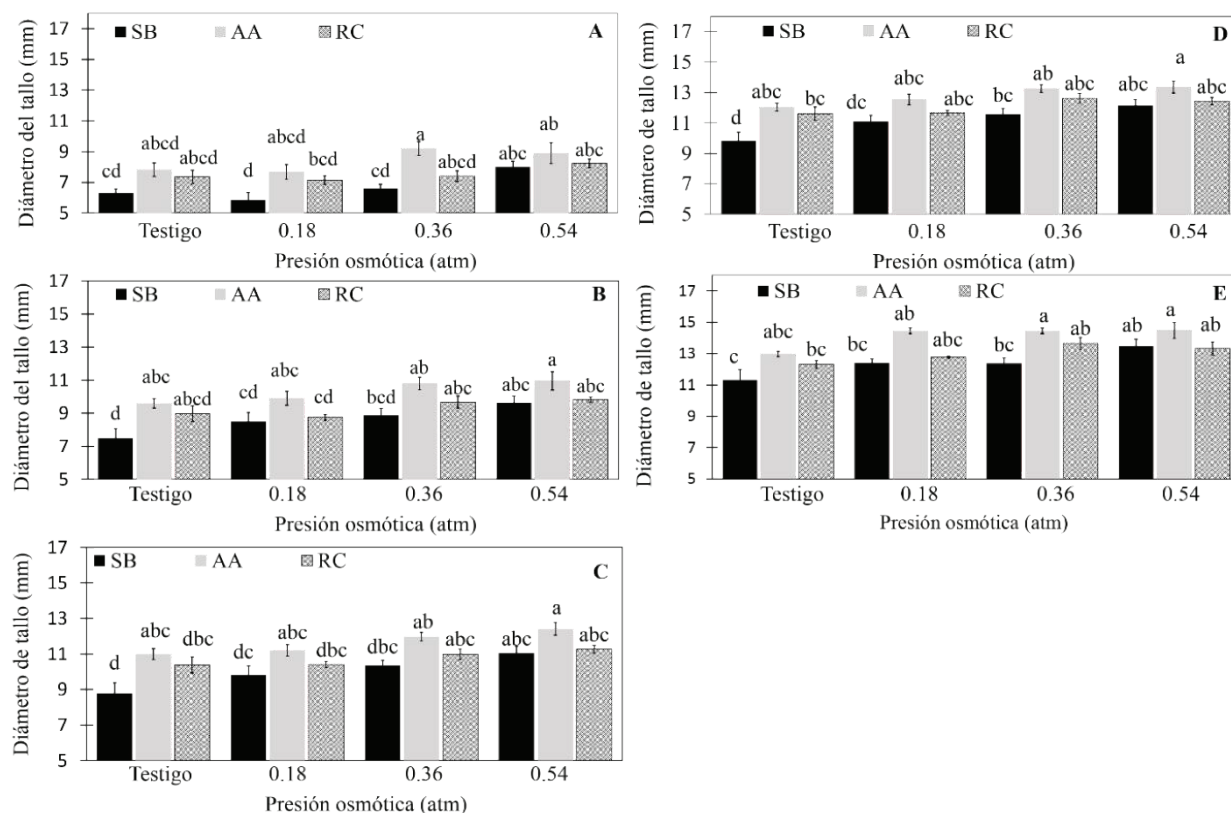 17
15
13
11
9
7
5
Diámetro del tallo (mm)
SB AA RC
A
cd abcd abcd
d abcd bcd
cd a abcd
abc ab abc
Testigo 0.18 0.36 0.54
Presión osmótica (atm)
17
15
13
11
9
7
5
Diámetro del tallo (mm)
SB AA RC
B
d abc abcd
cd abc cd
bcd ab abc
abc a abc
Testigo 0.18 0.36 0.54
Presión osmótica (atm)
17
15
13
11
9
7
5
Diámetro de tallo (mm)
SB AA RC
C
d abc dbc
dc abc dbc
dbc ab abc
abc a abc
Testigo 0.18 0.36 0.54
Presión osmótica (atm)
17
15
13
11
9
7
5
Diámtero de tallo (mm)
SB AA RC
D
d abc bc
dc abc abc
bc ab abc
abc a abc
Testigo 0.18 0.36 0.54
Presión osmótica (atm)
17
15
13
11
9
7
5
Diámetro de tallo (mm)
SB AA RC
E
c abc bc
bc ab abc
bc a ab
ab a ab
Testigo 0.18 0.36 0.54
Presión osmótica (atm)